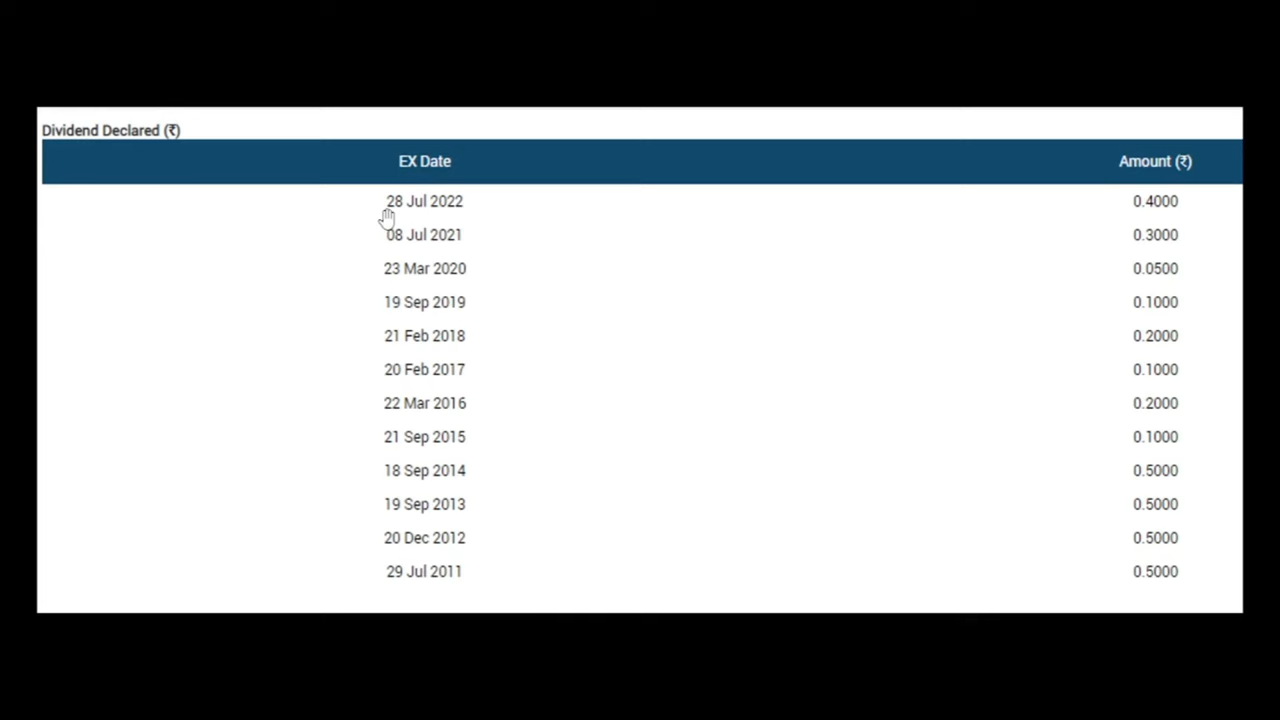 Dividend Declared (₹)
EX Date Amount (₹)
28 Jul 2022 0.4000
08 Jul 2021 0.3000
23 Mar 2020 0.0500
19 Sep 2019 0.1000
21 Feb 2018 0.2000
20 Feb 2017 0.1000
22 Mar 2016 0.2000
21 Sep 2015 0.1000
18 Sep 2014 0.5000
19 Sep 2013 0.5000
20 Dec 2012 0.5000
29 Jul 2011 0.5000